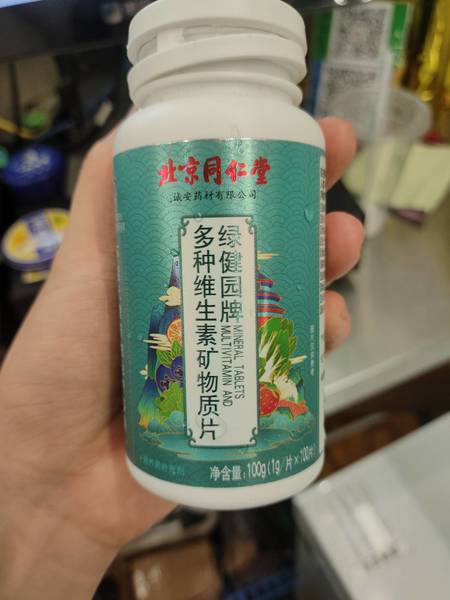 北京同仁堂
诚安药材有限公司
绿健园牌
多种维生素矿物质片
MULTIVITAMIN AND
MINERAL TABLETS
净含量:100g(1g/片×100片)